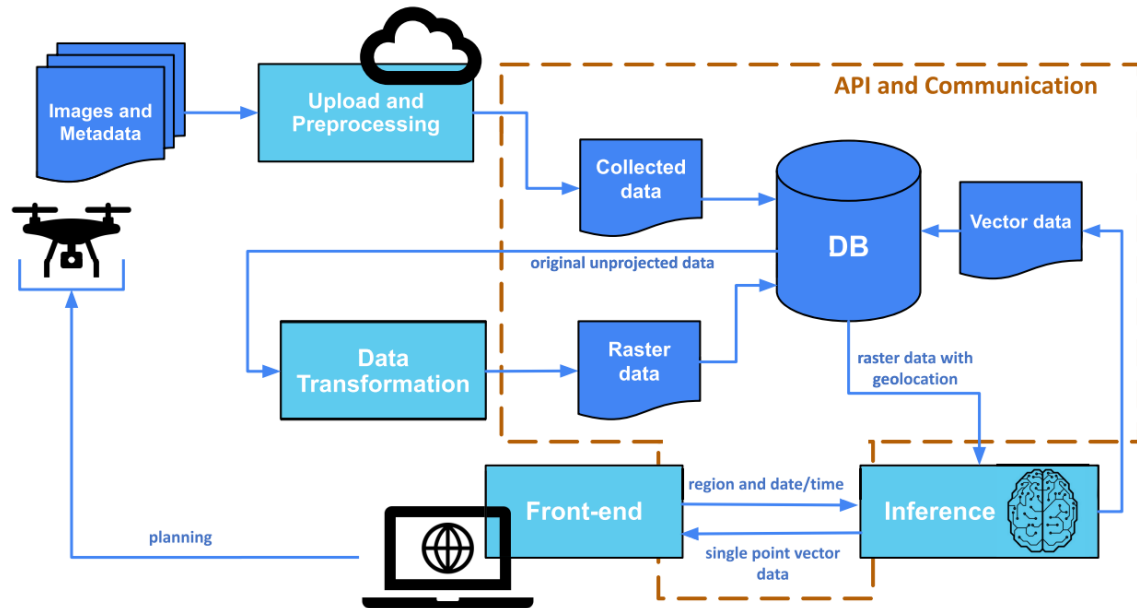 Images and
Metadata
Upload and
Preprocessing
API and Communication
Collected
data
DB
Vector data
original unprojected data
Data
Transformation
Raster
data
raster data with
geolocation
Front-end
region and date/time
Inference
planning
single point vector
data